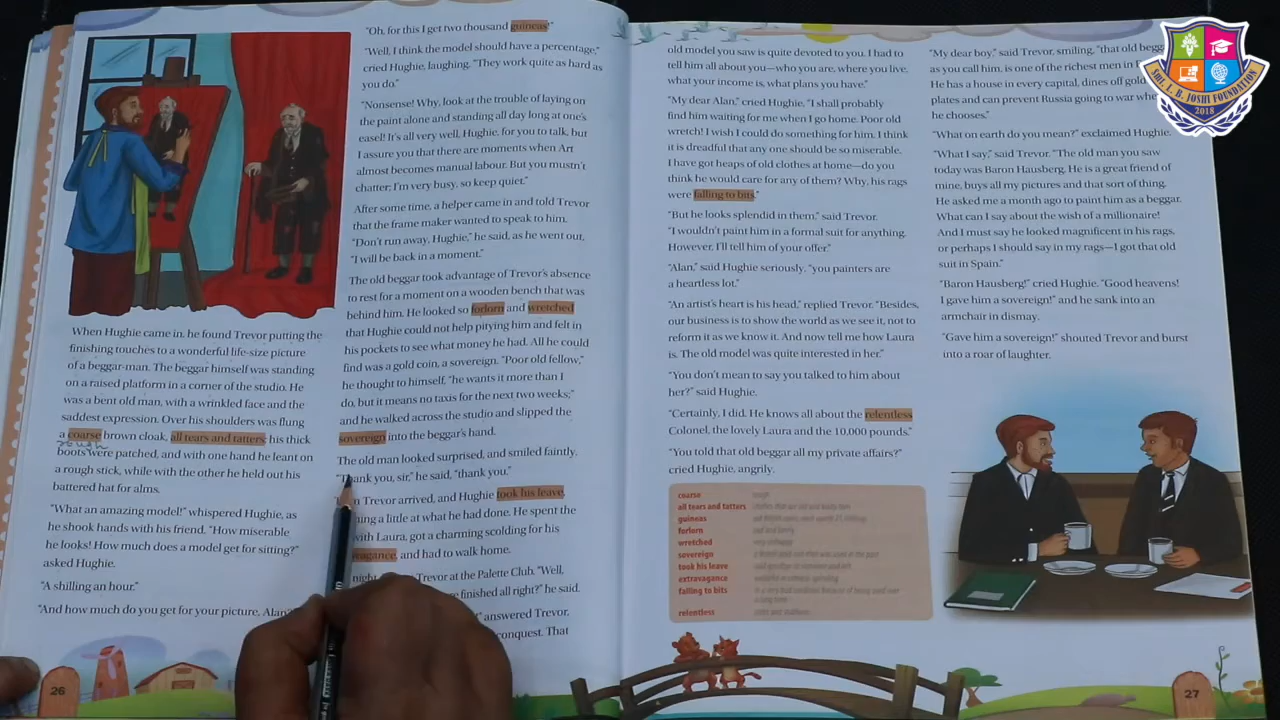 When Hughie came in, he found Trevor putting the
finishing touches to a wonderful life-size picture
of a beggar-man. The beggar himself was standing
on a raised platform in a corner of the studio. He
was a bent old man, with a wrinkled face and the
saddest expression. Over his shoulders was flung
a coarse brown cloak, all tears and tatters; his thick
rough
boots were patched, and with one hand he leant on
a rough stick, while with the other he held out his
battered hat for alms.
"What an amazing model!" whispered Hughie, as
he shook hands with his friend. "How miserable
he looks! How much does a model get for sitting?"
asked Hughie.
"A shilling an hour."
"And how much do you get for your picture, Alan?"
26
"Oh, for this I get two thousand guineas!"
"Well, I think the model should have a percentage,"
cried Hughie, laughing. "They work quite as hard as
you do."
"Nonsense! Why, look at the trouble of laying on
the paint alone and standing all day long at one's
easel! It's all very well, Hughie, for you to talk, but
I assure you that there are moments when Art
almost becomes manual labour. But you mustn't
chatter; I'm very busy, so keep quiet."
After some time, a helper came in and told Trevor
that the frame maker wanted to speak to him.
"Don't run away, Hughie," he said, as he went out,
"I will be back in a moment."
The old beggar took advantage of Trevor's absence
to rest for a moment on a wooden bench that was
behind him. He looked so forlorn and wretched
that Hughie could not help pitying him and felt in
his pockets to see what money he had. All he could
find was a gold coin, a sovereign. "Poor old fellow,"
he thought to himself, "he wants it more than I
do, but it means no taxis for the next two weeks;"
and he walked across the studio and slipped the
sovereign into the beggar's hand.
The old man looked surprised, and smiled faintly.
"Thank you, sir," he said, "thank you."
Trevor arrived, and Hughie took his leave,
a little at what he had done. He spent the
with Laura, got a charming scolding for his
and had to walk home.
night Trevor at the Palette Club. "Well,
finished all right?" he said.
answered Trevor.
conquest. That
old model you saw is quite devoted to you. I had to
tell him all about you—who you are, where you live,
what your income is, what plans you have."
"My dear Alan," cried Hughie, "I shall probably
find him waiting for me when I go home. Poor old
wretch! I wish I could do something for him. I think
it is dreadful that any one should be so miserable.
I have got heaps of old clothes at home—do you
think he would care for any of them? Why, his rags
were falling to bits."
"But he looks splendid in them," said Trevor.
"I wouldn't paint him in a formal suit for anything.
However, I'll tell him of your offer."
"Alan," said Hughie seriously, "you painters are
a heartless lot."
"An artist's heart is his head," replied Trevor. "Besides,
our business is to show the world as we see it, not to
reform it as we know it. And now tell me how Laura
is. The old model was quite interested in her."
"You don't mean to say you talked to him about
her?" said Hughie.
"Certainly, I did. He knows all about the relentless
Colonel, the lovely Laura and the 10,000 pounds."
"You told that old beggar all my private affairs?"
cried Hughie, angrily.
coarse rough
all tears and tatters
guineas
forlorn sad and lonely
wretched very unhappy
sovereign
took his leave
extravagance
falling to bits
relentless
"My dear boy," said Trevor, smiling, "that old
as you call him, is one of the richest men in
He has a house in every capital, dines off gold
plates and can prevent Russia going to war
he chooses."
"What on earth do you mean?" exclaimed Hughie.
"What I say," said Trevor. "The old man you saw
today was Baron Hausberg. He is a great friend of
mine, buys all my pictures and that sort of thing.
He asked me a month ago to paint him as a beggar.
What can I say about the wish of a millionaire!
And I must say he looked magnificent in his rags,
or perhaps I should say in my rags—I got that old
suit in Spain."
"Baron Hausberg!" cried Hughie. "Good heavens!
I gave him a sovereign!" and he sank into an
armchair in dismay.
"Gave him a sovereign!" shouted Trevor and burst
into a roar of laughter.
27
SHRI. L. B. JOSHI FOUNDATION
2018